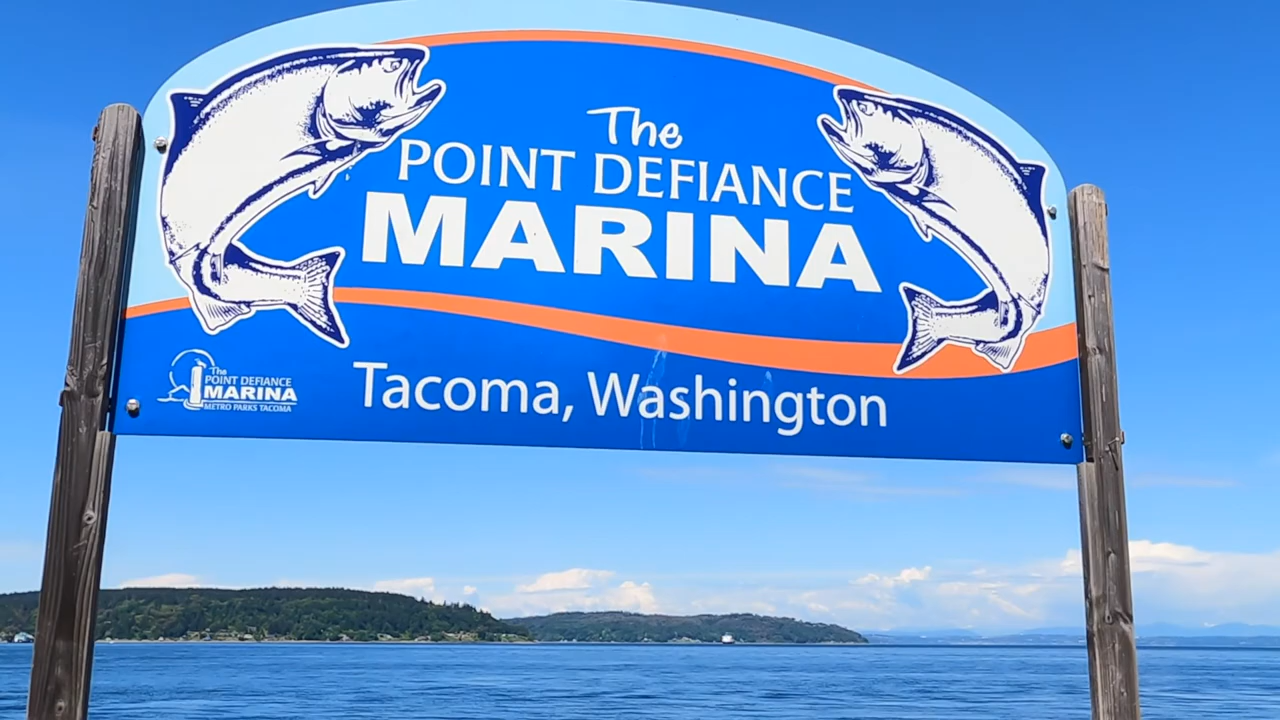 The
POINT DEFIANCE
MARINA
Tacoma, Washington
The
POINT DEFIANCE
MARINA
METRO PARKS TACOMA